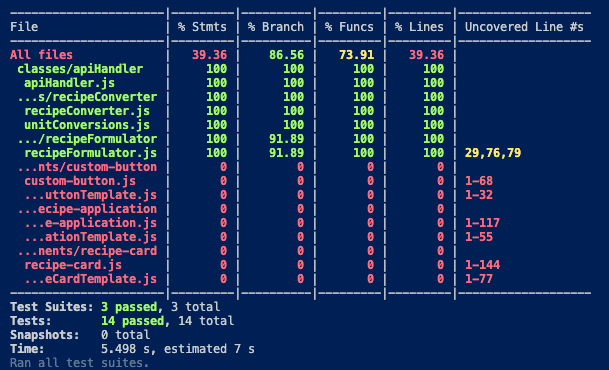 -----------------------|---------|----------|---------|---------|-------------------
File                   | % Stmts | % Branch | % Funcs | % Lines | Uncovered Line #s
-----------------------|---------|----------|---------|---------|-------------------
All files              |   39.36 |    86.56 |   73.91 |   39.36 |
 classes/apiHandler    |     100 |      100 |     100 |     100 |
  apiHandler.js        |     100 |      100 |     100 |     100 |
 ...s/recipeConverter  |     100 |      100 |     100 |     100 |
  recipeConverter.js   |     100 |      100 |     100 |     100 |
  unitConversions.js   |     100 |      100 |     100 |     100 |
 .../recipeFormulator  |     100 |    91.89 |     100 |     100 |
  recipeFormulator.js  |     100 |    91.89 |     100 |     100 | 29,76,79
 ...nts/custom-button  |       0 |        0 |       0 |       0 |
  custom-button.js     |       0 |        0 |       0 |       0 | 1-68
  ...uttonTemplate.js  |       0 |        0 |       0 |       0 | 1-32
 ...ecipe-application  |       0 |        0 |       0 |       0 |
  ...e-application.js  |       0 |        0 |       0 |       0 | 1-117
  ...ationTemplate.js  |       0 |        0 |       0 |       0 | 1-55
 ...nents/recipe-card  |       0 |        0 |       0 |       0 |
  recipe-card.js       |       0 |        0 |       0 |       0 | 1-144
  ...eCardTemplate.js  |       0 |        0 |       0 |       0 | 1-77
-----------------------|---------|----------|---------|---------|-------------------
Test Suites: 3 passed, 3 total
Tests:       14 passed, 14 total
Snapshots:   0 total
Time:        5.498 s, estimated 7 s
Ran all test suites.